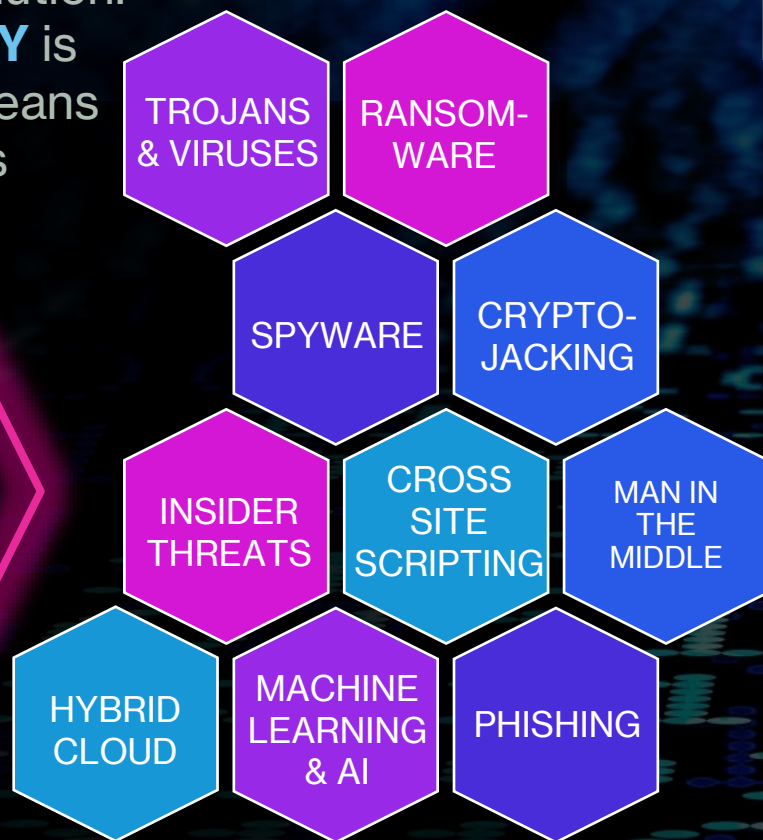 Y is
TROJANS
& VIRUSES
RANSOM-
WARE
SPYWARE
CRYPTO-
JACKING
INSIDER
THREATS
CROSS
SITE
SCRIPTING
MAN IN
THE
MIDDLE
HYBRID
CLOUD
MACHINE
LEARNING
& AI
PHISHING